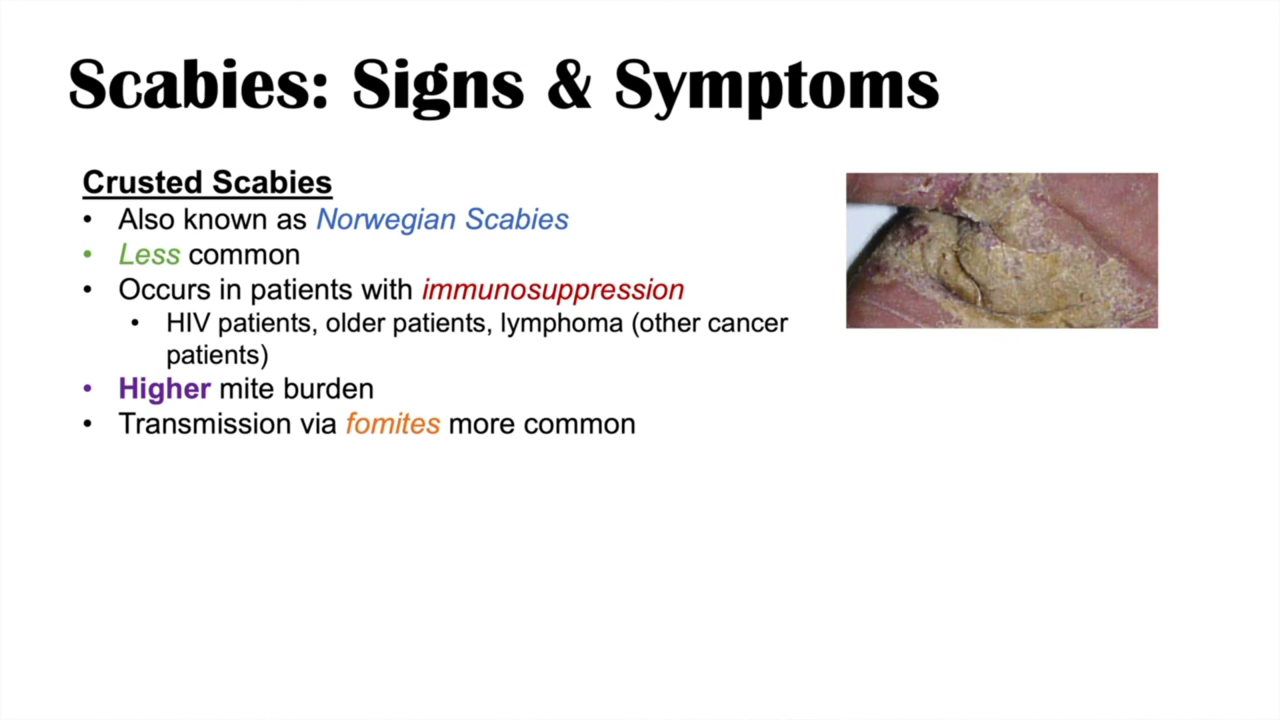 Scabies: Signs & Symptoms
Crusted Scabies
• Also known as Norwegian Scabies
• Less common
• Occurs in patients with immunosuppression
• HIV patients, older patients, lymphoma (other cancer
patients)
• Higher mite burden
• Transmission via fomites more common